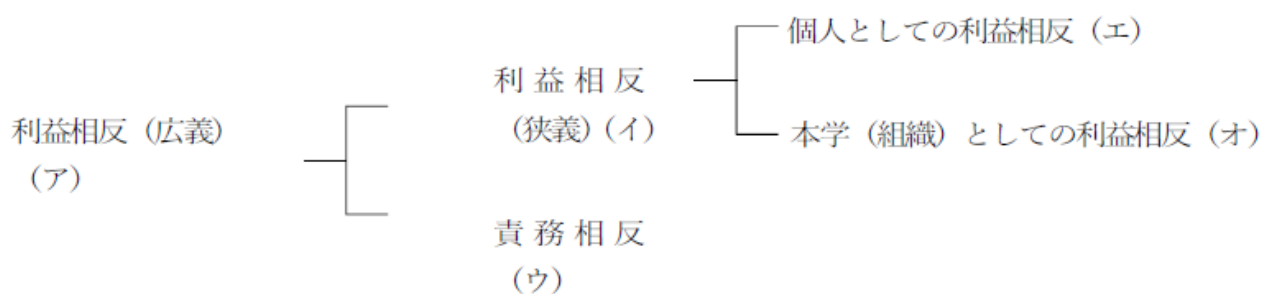 利益相反（広義）
（ア）
利 益 相 反
（狭義）（イ）
責 務 相 反
（ウ）
個人としての利益相反（エ）
本学（組織）としての利益相反（オ）